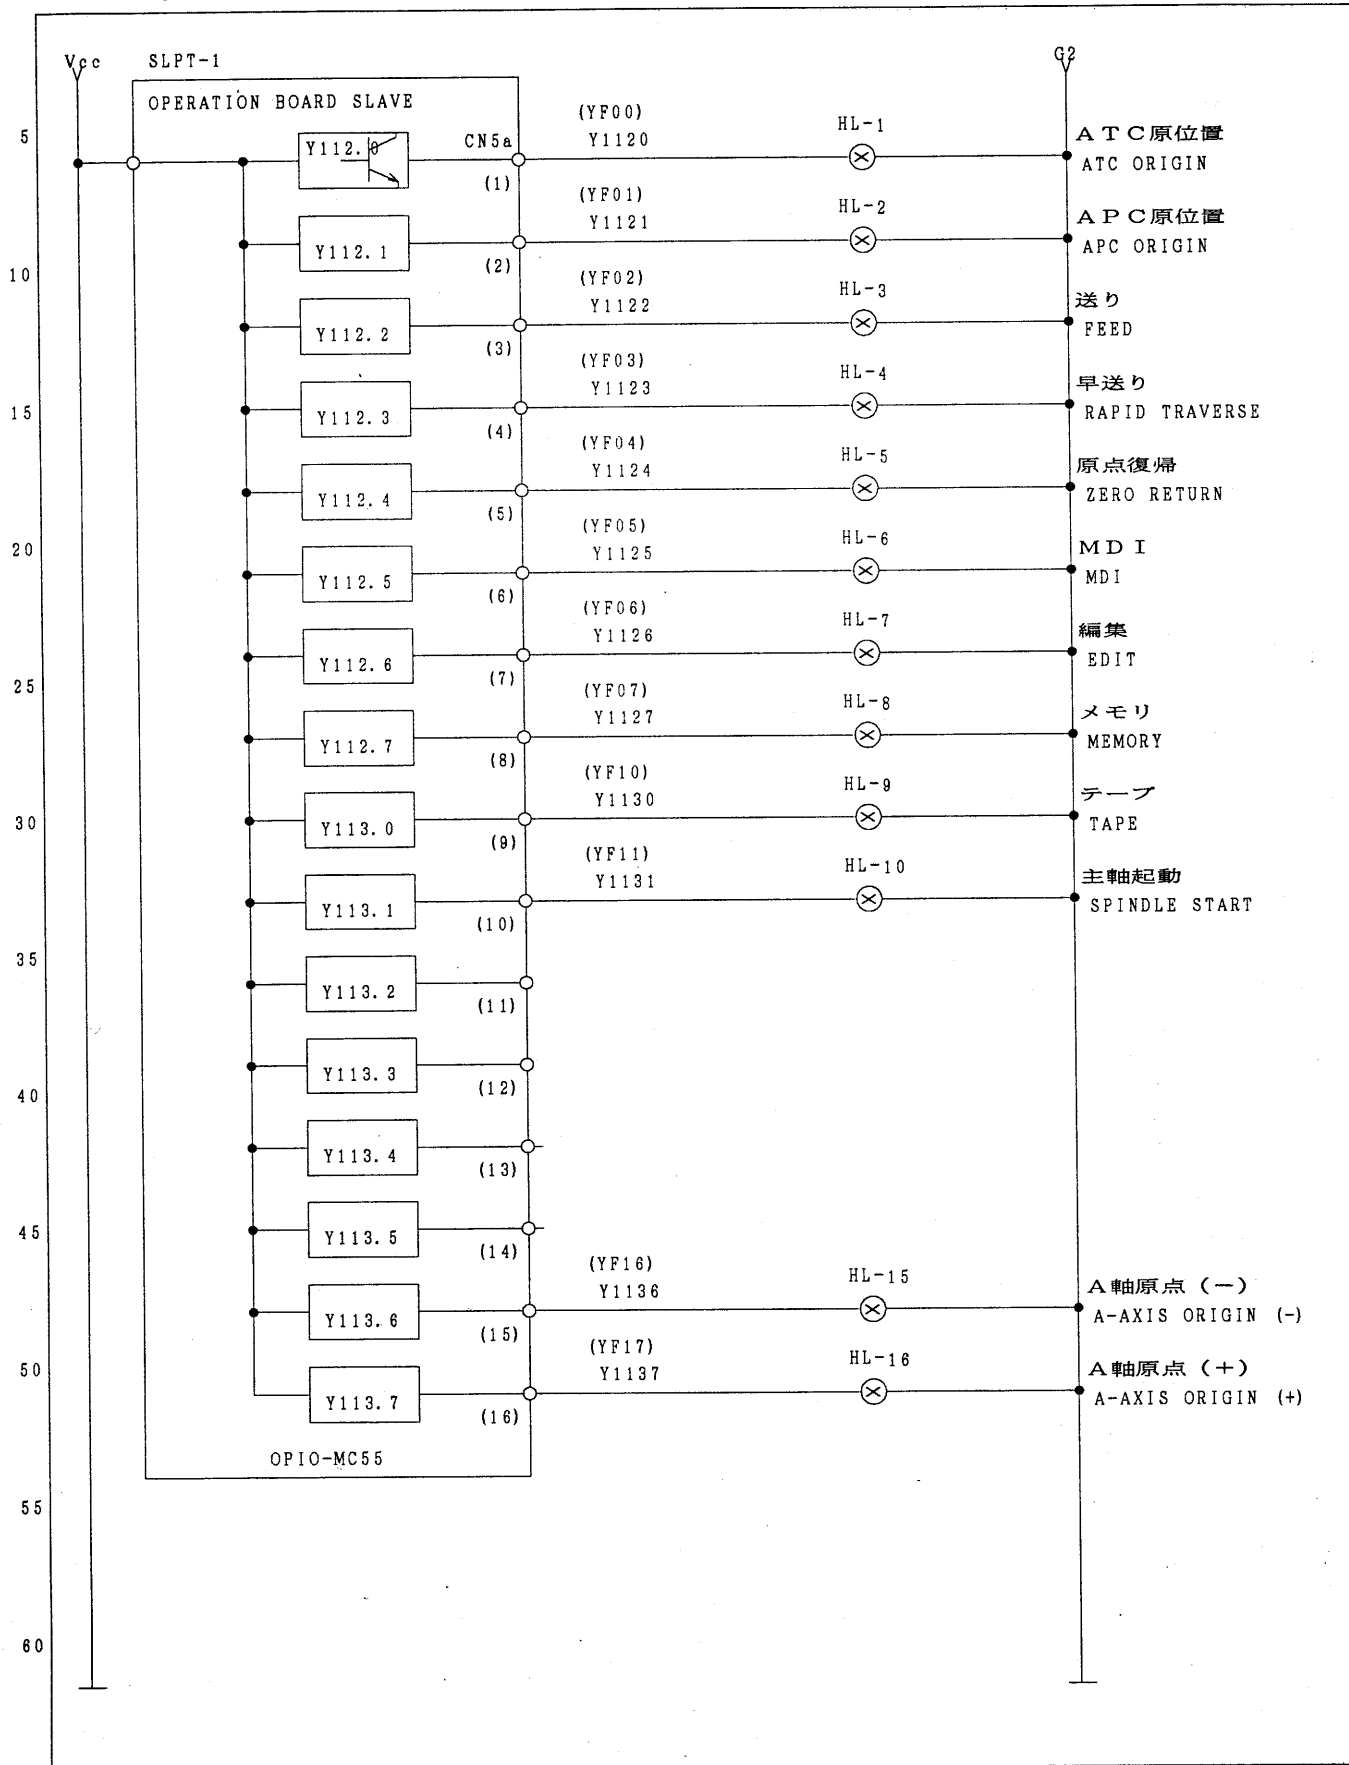 Vcc
SLPT-1
G2
OPERATION BOARD SLAVE
5
Y112.0
CN5a
(1)
(YF00)
Y1120
HL-1
ATC原位置
ATC ORIGIN
Y112.1
(2)
(YF01)
Y1121
HL-2
APC原位置
APC ORIGIN
10
Y112.2
(3)
(YF02)
Y1122
HL-3
送り
FEED
15
Y112.3
(4)
(YF03)
Y1123
HL-4
早送り
RAPID TRAVERSE
Y112.4
(5)
(YF04)
Y1124
HL-5
原点復帰
ZERO RETURN
20
Y112.5
(6)
(YF05)
Y1125
HL-6
MDI
MDI
Y112.6
(7)
(YF06)
Y1126
HL-7
編集
EDIT
25
Y112.7
(8)
(YF07)
Y1127
HL-8
メモリ
MEMORY
30
Y113.0
(9)
(YF10)
Y1130
HL-9
テープ
TAPE
Y113.1
(10)
(YF11)
Y1131
HL-10
主軸起動
SPINDLE START
35
Y113.2
(11)
Y113.3
(12)
40
Y113.4
(13)
45
Y113.5
(14)
Y113.6
(15)
(YF16)
Y1136
HL-15
A軸原点(−)
A-AXIS ORIGIN (-)
50
Y113.7
(16)
(YF17)
Y1137
HL-16
A軸原点(+)
A-AXIS ORIGIN (+)
OPIO-MC55
55
60